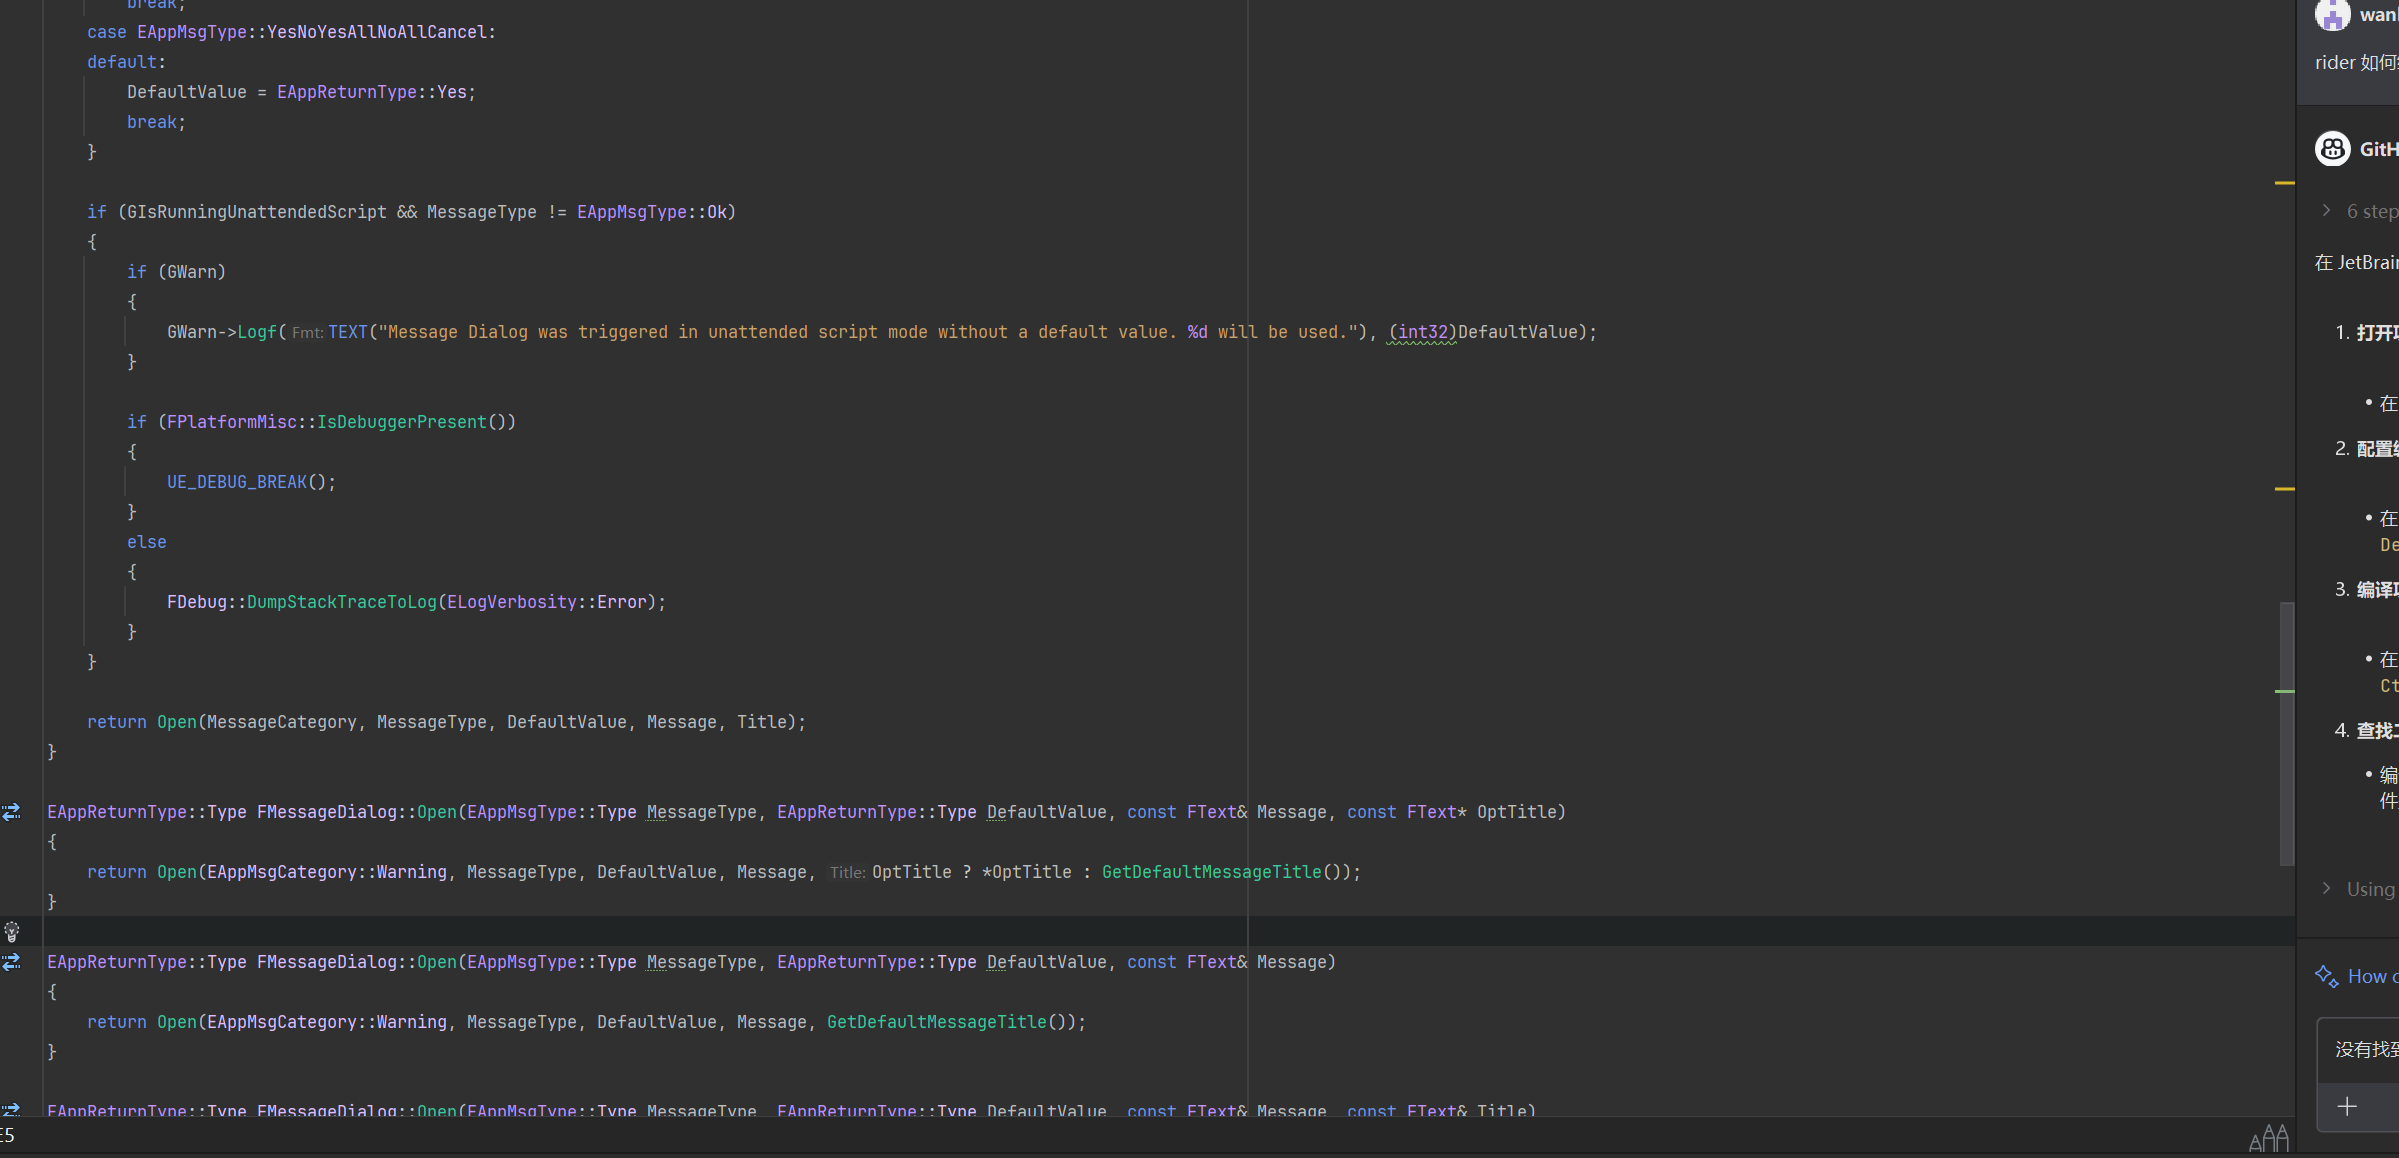 break;
case EAppMsgType::YesNoYesAllNoAllCancel:
default:
DefaultValue = EAppReturnType::Yes;
break;
}
if (GIsRunningUnattendedScript && MessageType != EAppMsgType::Ok)
{
if (GWarn)
{
GWarn->Logf( Fmt: TEXT("Message Dialog was triggered in unattended script mode without a default value. %d will be used."), (int32)DefaultValue);
}
if (FPlatformMisc::IsDebuggerPresent())
{
UE_DEBUG_BREAK();
}
else
{
FDebug::DumpStackTraceToLog(ELogVerbosity::Error);
}
}
return Open(MessageCategory, MessageType, DefaultValue, Message, Title);
}
EAppReturnType::Type FMessageDialog::Open(EAppMsgType::Type MessageType, EAppReturnType::Type DefaultValue, const FText& Message, const FText* OptTitle)
{
return Open(EAppMsgCategory::Warning, MessageType, DefaultValue, Message, Title: OptTitle ? *OptTitle : GetDefaultMessageTitle());
}
EAppReturnType::Type FMessageDialog::Open(EAppMsgType::Type MessageType, EAppReturnType::Type DefaultValue, const FText& Message)
{
return Open(EAppMsgCategory::Warning, MessageType, DefaultValue, Message, GetDefaultMessageTitle());
}
EAppReturnType::Type FMessageDialog::Open(EAppMsgType::Type MessageType, EAppReturnType::Type DefaultValue, const FText& Message, const FText& Title)
E5
rider 如何
GitH
6 step
在 JetBrai
1. 打开
• 在
2. 配置
• 在
De
3. 编译
• 在
Ct
4. 查找
• 编
件
Using
How
没有找